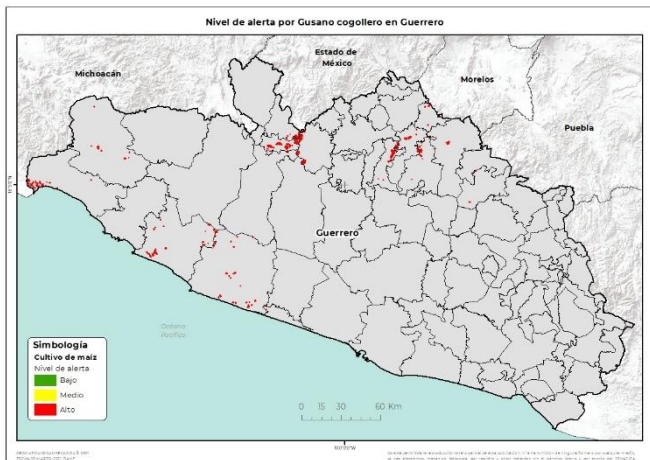 Nivel de alerta por Gusano cogollero en Guerrero
Estado de
México
Michoacán
Morelos
Puebla
Guerrero
Océano
Pacífico
Simbología
Cultivo de maíz
Nivel de alerta
Bajo
Medio
Alto
0 15 30 60 Km